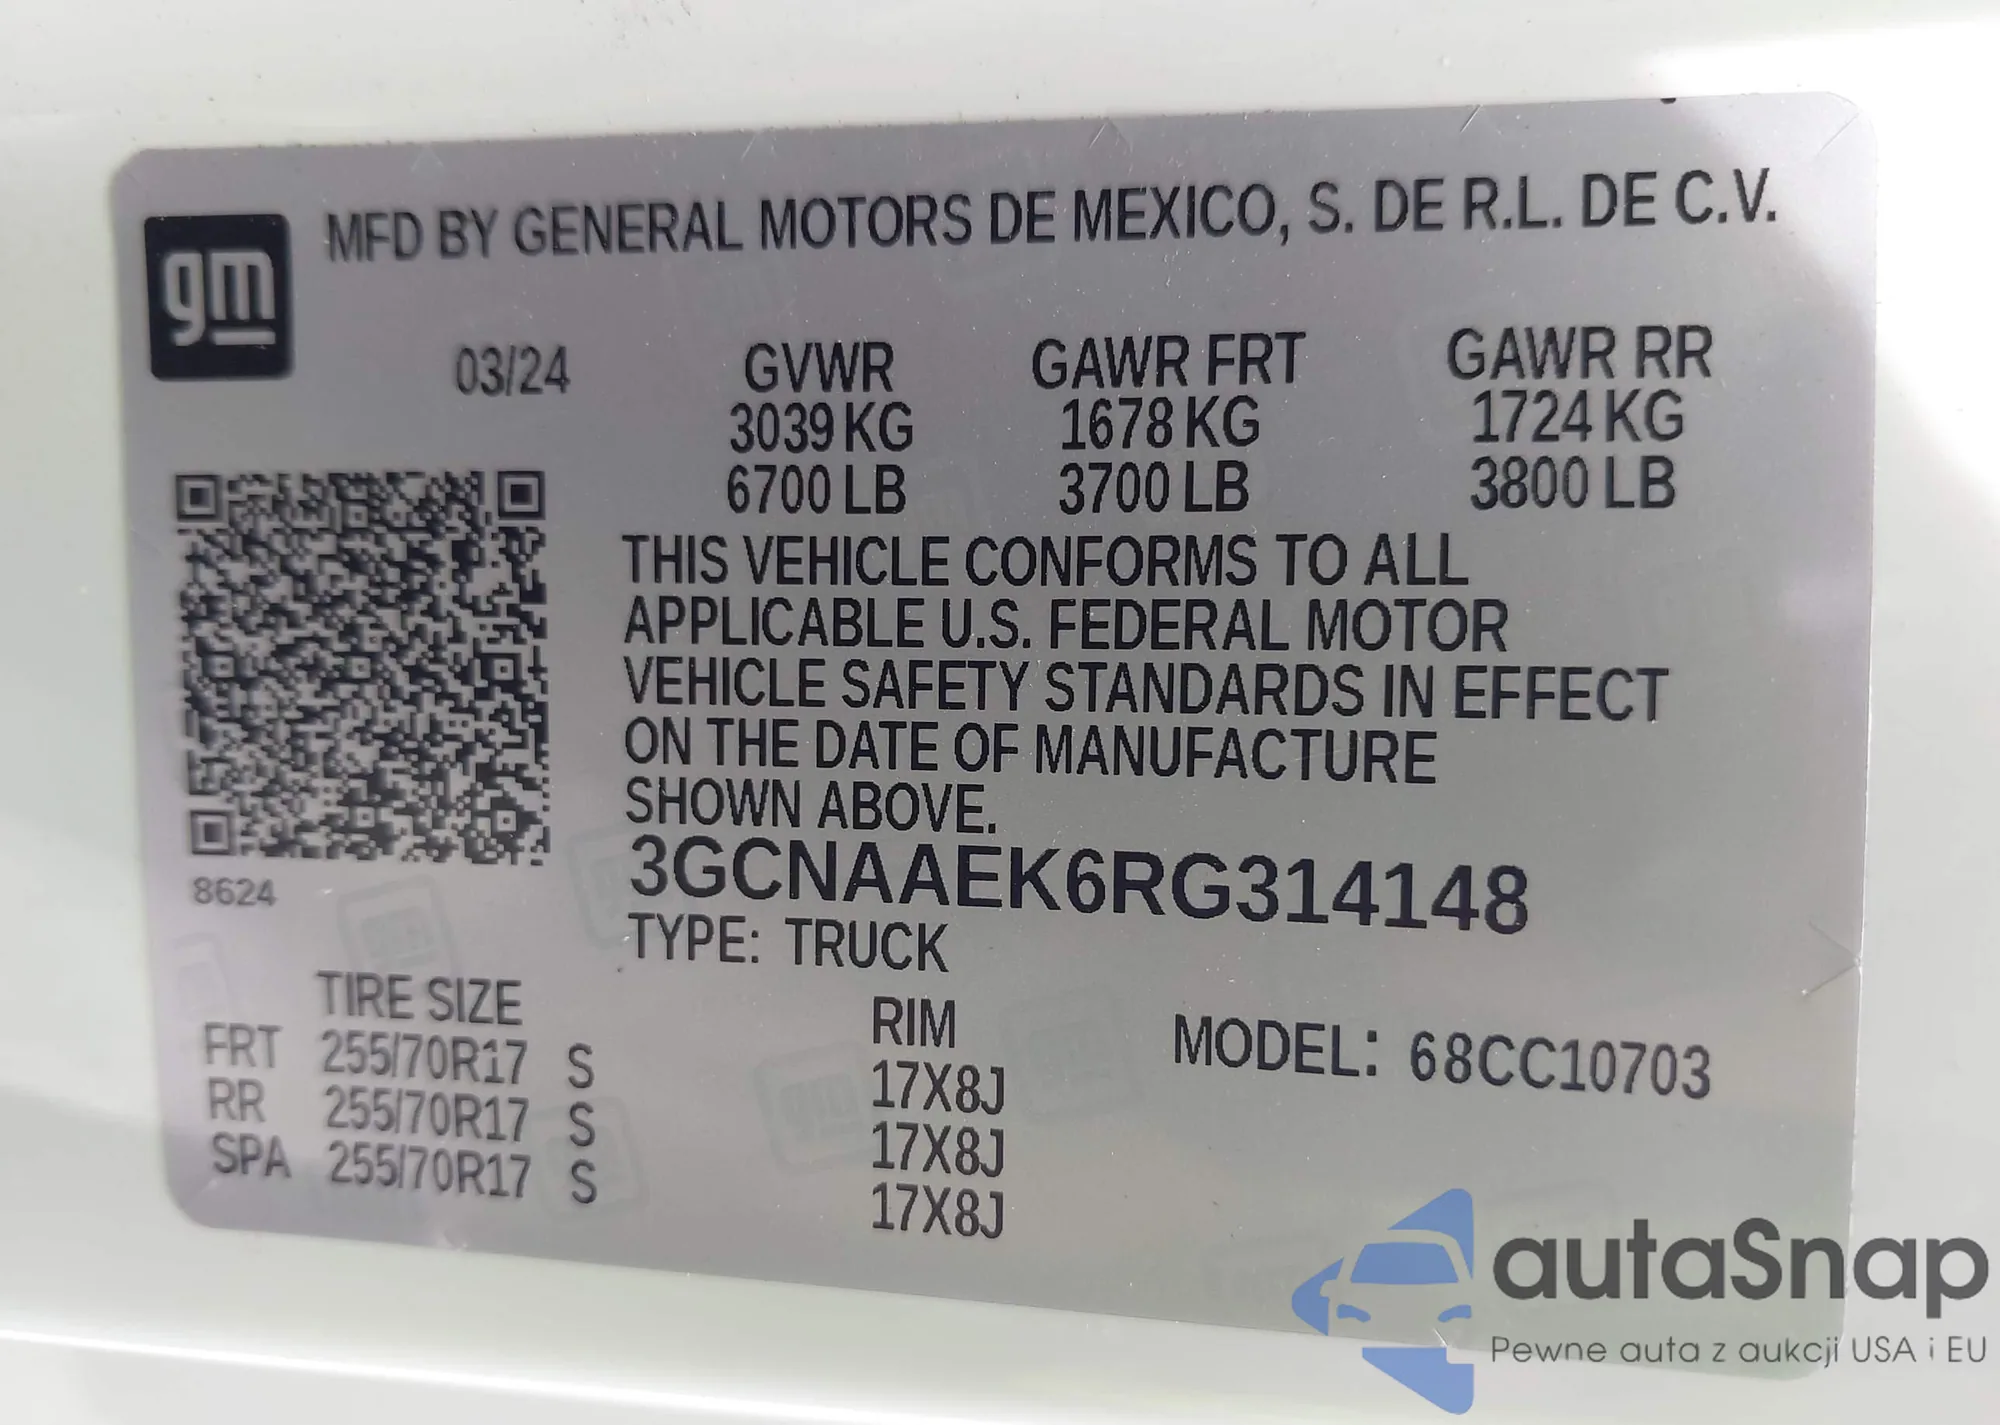 gm
MFD BY GENERAL MOTORS DE MEXICO, S. DE R.L. DE C.V.
03/24 GVWR GAWR FRT GAWR RR
3039 KG 1678 KG 1724 KG
6700 LB 3700 LB 3800 LB
THIS VEHICLE CONFORMS TO ALL
APPLICABLE U.S. FEDERAL MOTOR
VEHICLE SAFETY STANDARDS IN EFFECT
ON THE DATE OF MANUFACTURE
SHOWN ABOVE.
3GCNAAEK6RG314148
8624
TYPE: TRUCK
TIRE SIZE RIM MODEL: 68CC10703
FRT 255/70R17 S 17X8J
RR 255/70R17 S 17X8J
SPA 255/70R17 S 17X8J
autaSnap
Pewne auta z aukcji USA i EU